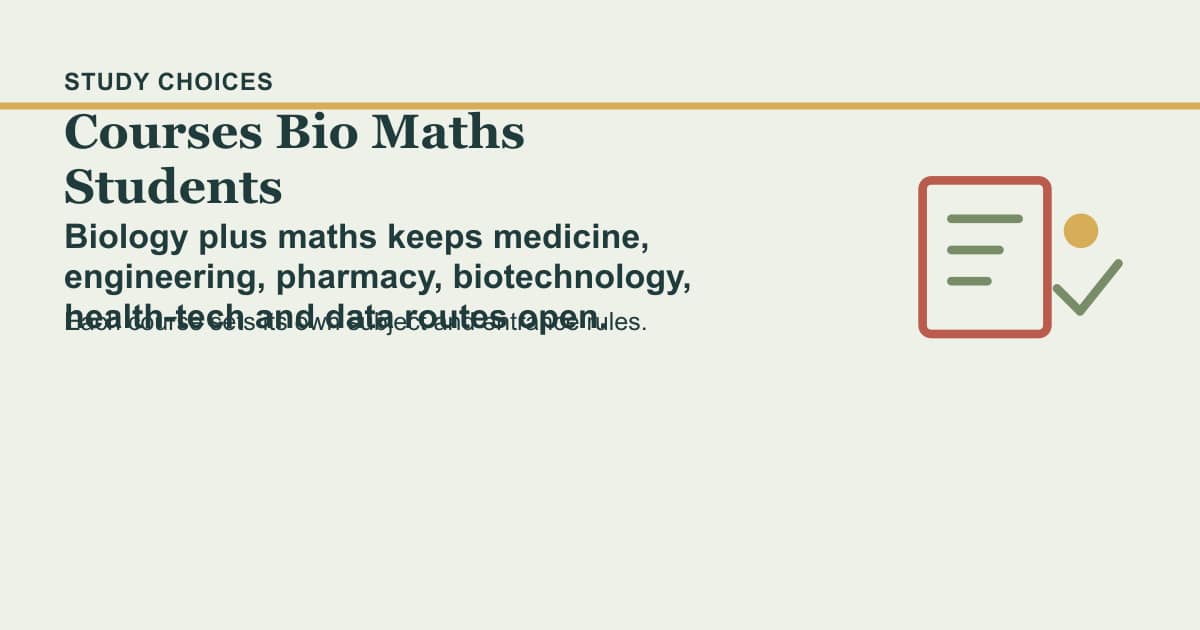 STUDY CHOICES
Courses Bio Maths
Students
Biology plus maths keeps medicine,
engineering, pharmacy, biotechnology,
health-tech and data routes open.
Each course sets its own subject and entrance rules.